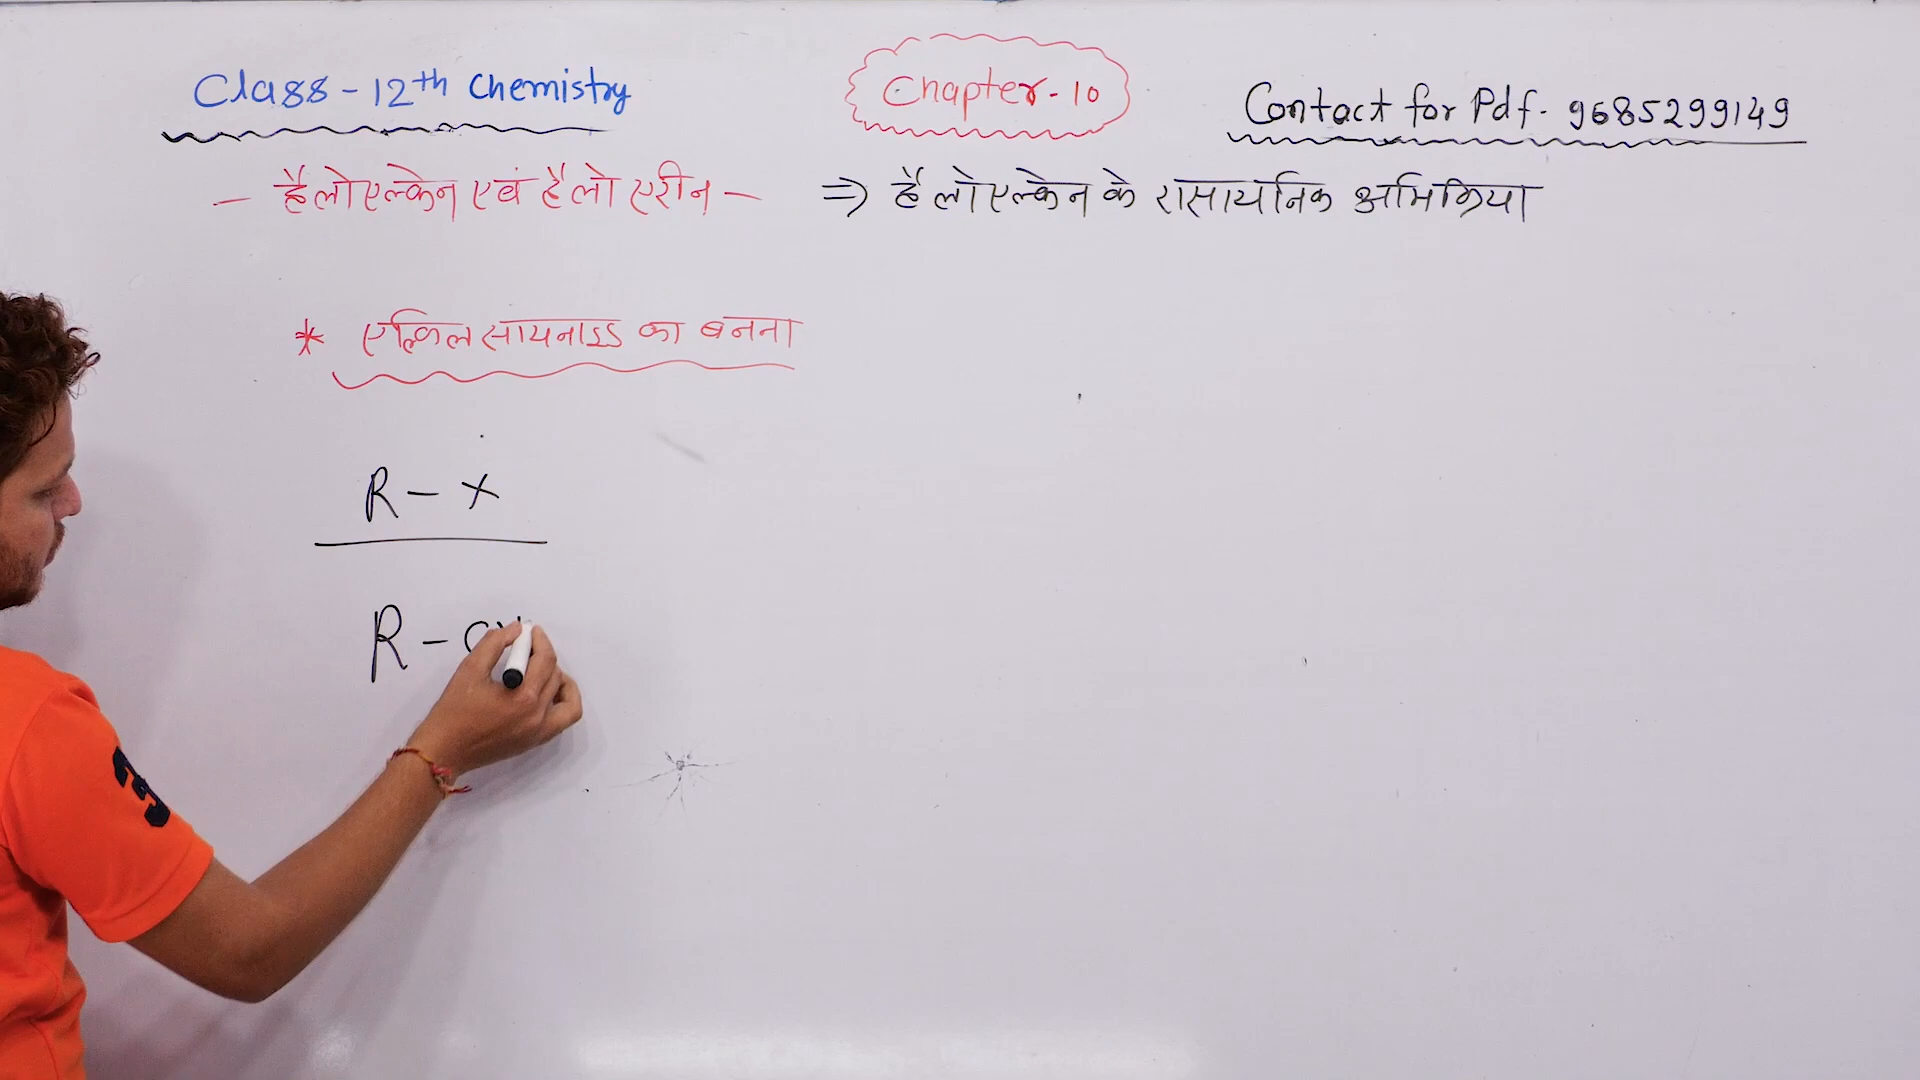 Class-12th Chemistry
Chapter-10
Contact for Pdf. 9685299149
- हैलोएल्केन एवं हैलोएरीन -
⇒ हैलोएल्केन के रासायनिक अभिक्रिया
* एल्किल सायनाइड का बनना
R-X
R-C
3